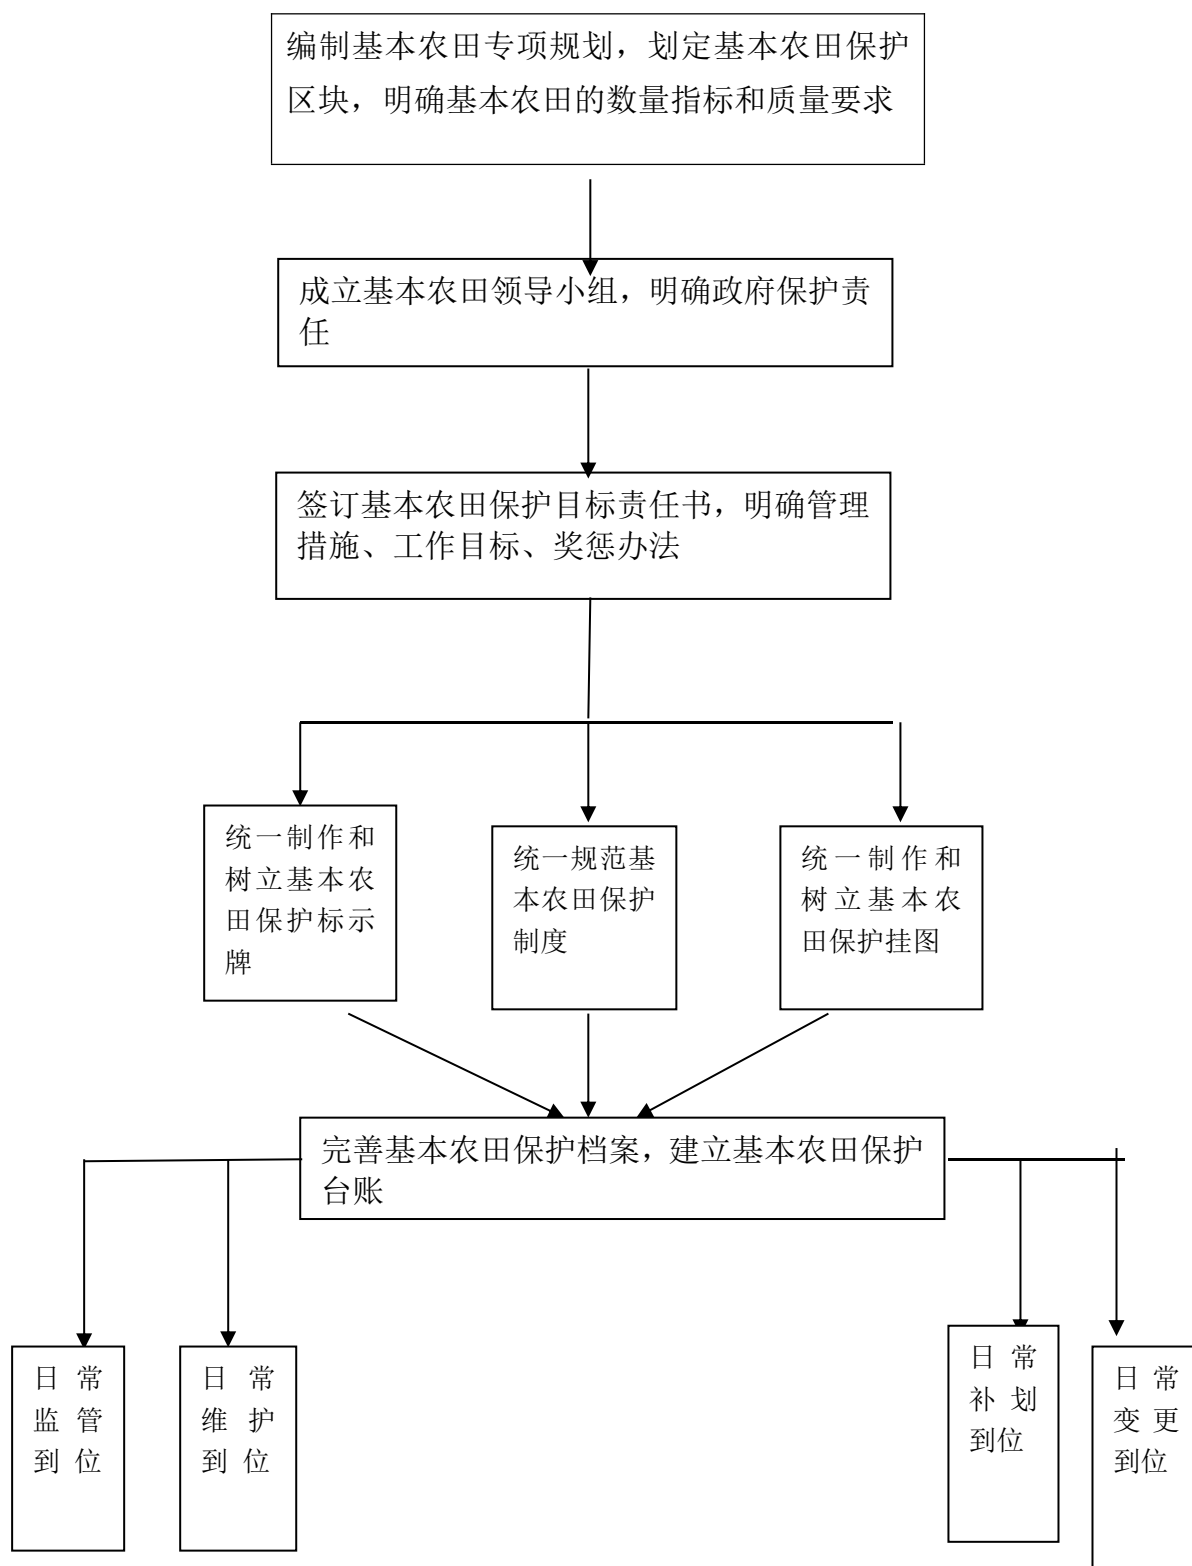 编制基本农田专项规划，划定基本农田保护
区块，明确基本农田的数量指标和质量要求
成立基本农田领导小组，明确政府保护责
任
签订基本农田保护目标责任书，明确管理
措施、工作目标、奖惩办法
统一制作和
树立基本农
田保护标示
牌
统一规范基
本农田保护
制度
统一制作和
树立基本农
田保护挂图
完善基本农田保护档案，建立基本农田保护
台账
日常
监管
到位
日常
维护
到位
日常
补划
到位
日常
变更
到位